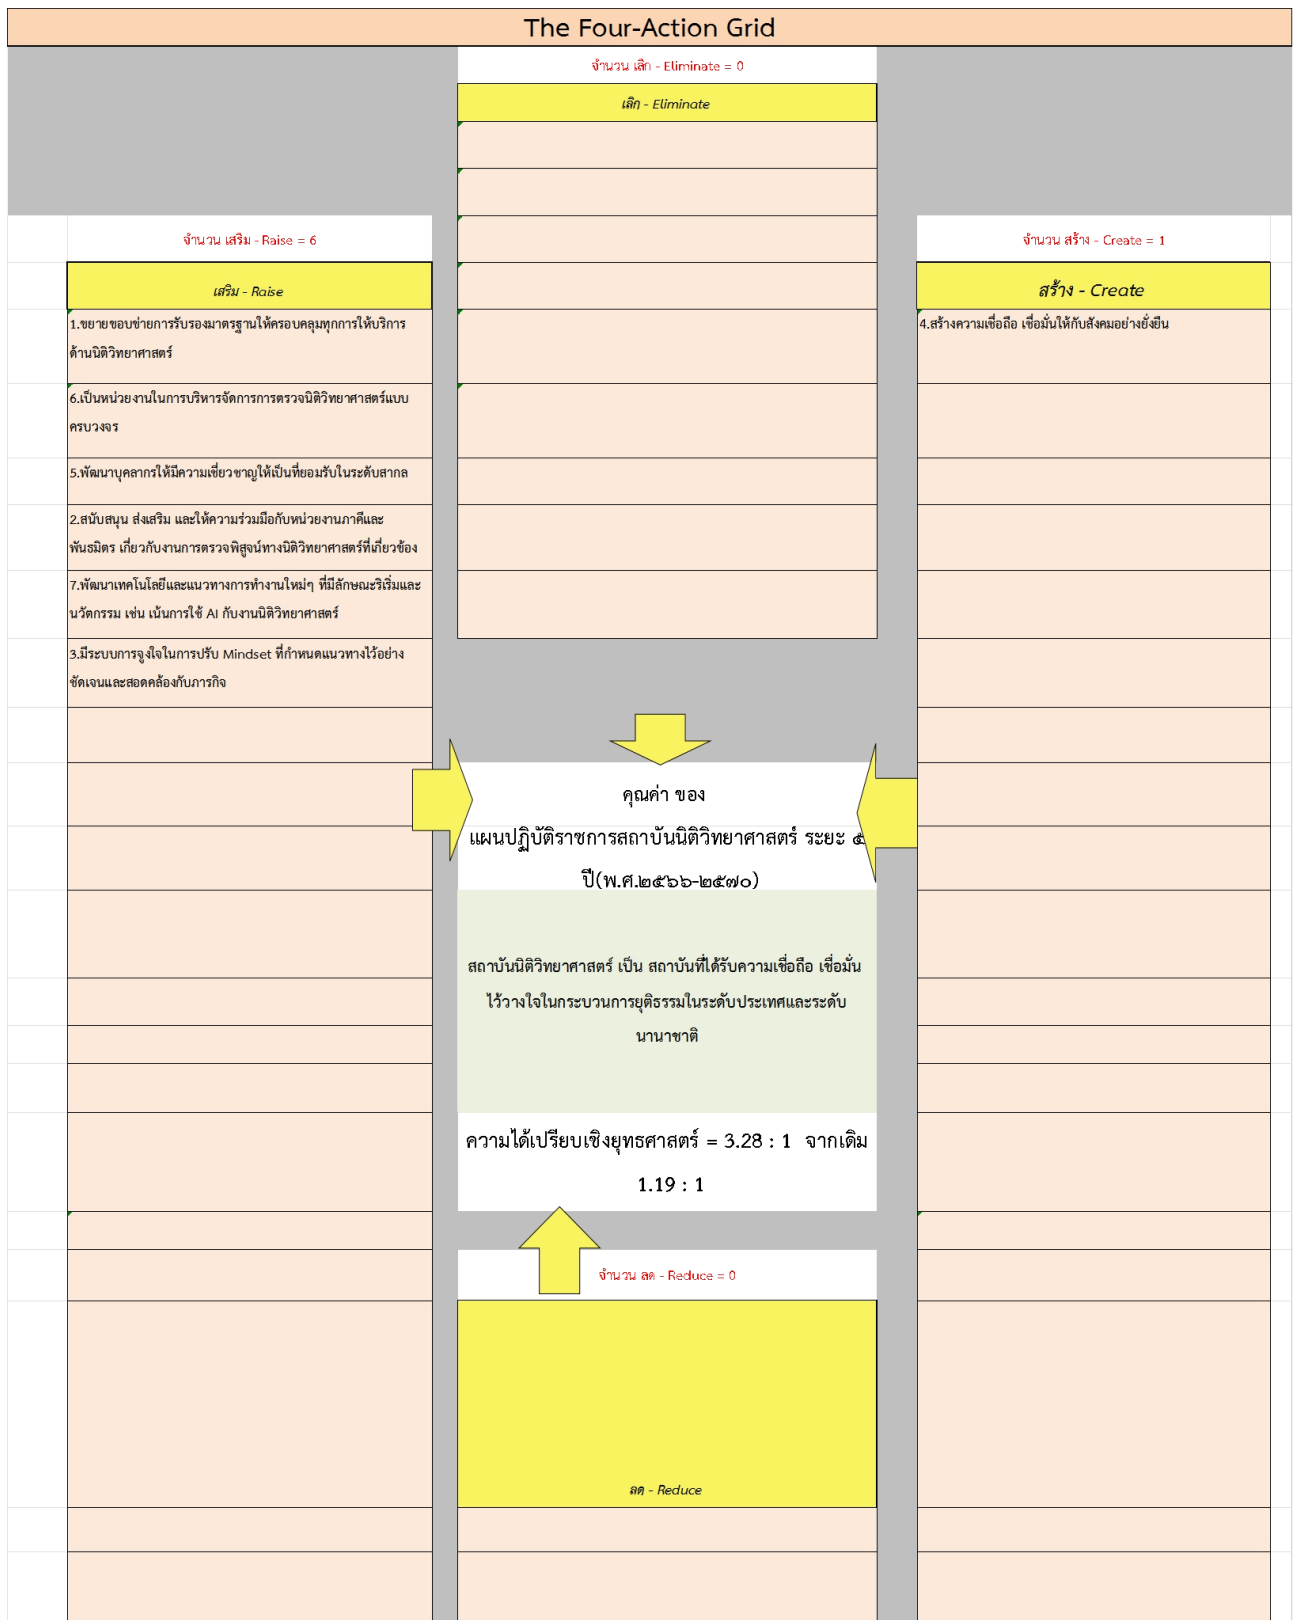 The Four-Action Grid
จำนวน เลิก - Eliminate = 0
เลิก - Eliminate
จำนวน เสริม - Raise = 6
เสริม - Raise
1.ขยายขอบข่ายการรับรองมาตรฐานให้ครอบคลุมทุกการให้บริการ
ด้านนิติวิทยาศาสตร์
6.เป็นหน่วยงานในการบริหารจัดการการตรวจนิติวิทยาศาสตร์แบบ
ครบวงจร
5.พัฒนาบุคลากรให้มีความเชี่ยวชาญให้เป็นที่ยอมรับในระดับสากล
2.สนับสนุน ส่งเสริม และให้ความร่วมมือกับหน่วยงานภาคีและ
พันธมิตร เกี่ยวกับงานการตรวจพิสูจน์ทางนิติวิทยาศาสตร์ที่เกี่ยวข้อง
7.พัฒนาเทคโนโลยีและแนวทางการทำงานใหม่ๆ ที่มีลักษณะริเริ่มและ
นวัตกรรม เช่น เน้นการใช้ AI กับงานนิติวิทยาศาสตร์
3.มีระบบการจูงใจในการปรับ Mindset ที่กำหนดแนวทางไว้อย่าง
ชัดเจนและสอดคล้องกับภารกิจ
จำนวน สร้าง - Create = 1
สร้าง - Create
4.สร้างความเชื่อถือ เชื่อมั่นให้กับสังคมอย่างยั่งยืน
คุณค่า ของ
แผนปฏิบัติราชการสถาบันนิติวิทยาศาสตร์ ระยะ ๕
ปี(พ.ศ.๒๕๖๖-๒๕๗๐)
สถาบันนิติวิทยาศาสตร์ เป็น สถาบันที่ได้รับความเชื่อถือ เชื่อมั่น
ไว้วางใจในกระบวนการยุติธรรมในระดับประเทศและระดับ
นานาชาติ
ความได้เปรียบเชิงยุทธศาสตร์ = 3.28 : 1 จากเดิม
1.19 : 1
จำนวน ลด - Reduce = 0
ลด - Reduce